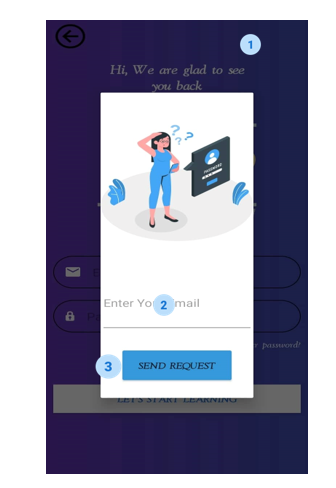 1
Hi, We are glad to see
you back
? ? ?
PASSWORD
Enter Yo 2 mail
3 SEND REQUEST
r password?
LET'S START LEARNING